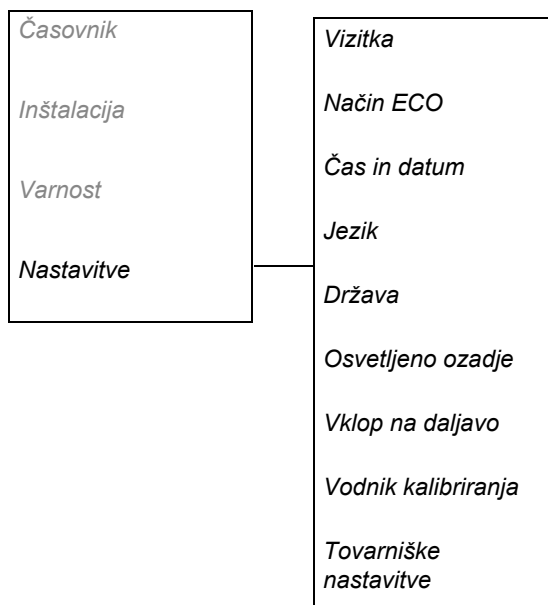 Časovnik
Inštalacija
Varnost
Nastavitve
Vizitka
Način ECO
Čas in datum
Jezik
Država
Osvetljeno ozadje
Vklop na daljavo
Vodnik kalibriranja
Tovarniške
nastavitve